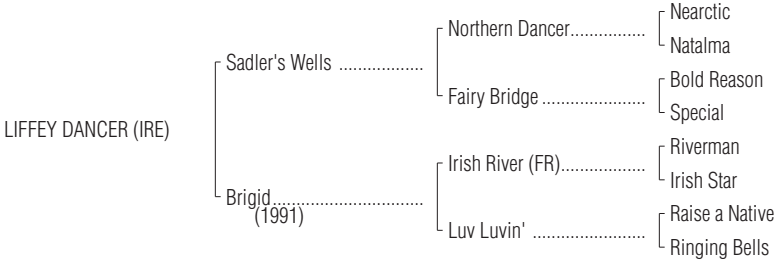 Nearctic
Northern Dancer
Natalma
Sadler's Wells
Bold Reason
Fairy Bridge
Special
LIFFEY DANCER (IRE)
Riverman
Irish River (FR)
Irish Star
Brigid
(1991)
Raise a Native
Luv Luvin'
Ringing Bells